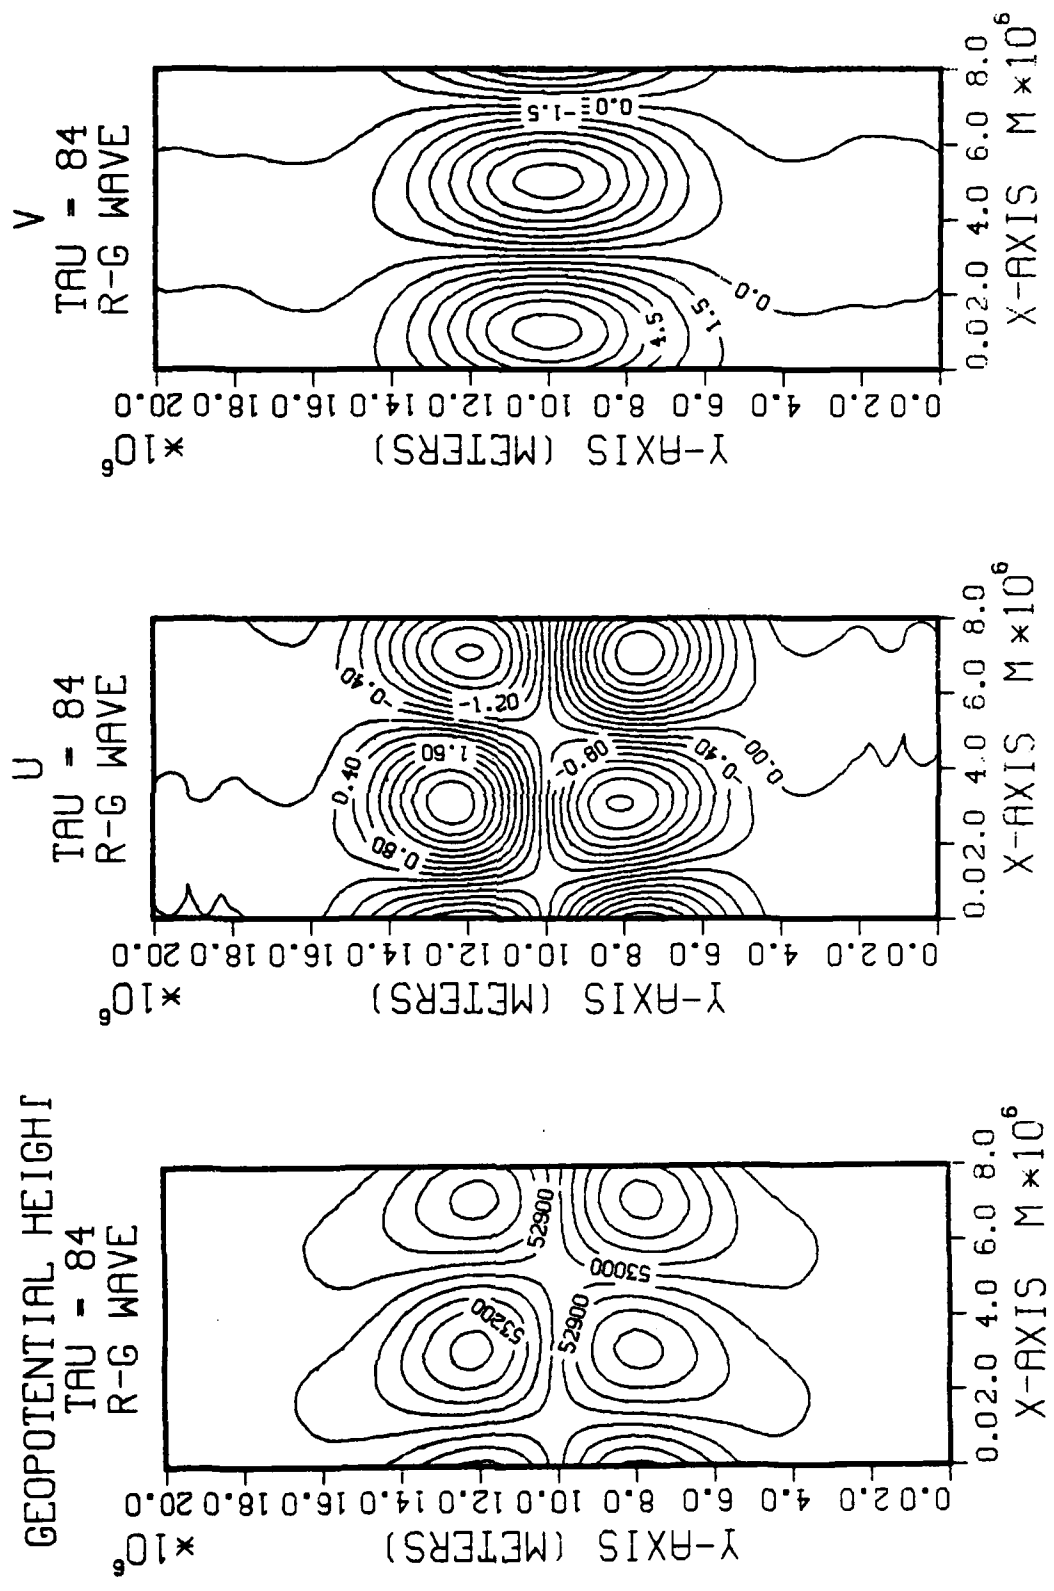 V
TAU = 84
R-G WAVE
-1.5
0.0
4.5
1.5
0.0
*10⁶
20.0
18.0
16.0
14.0
12.0
10.0
8.0
6.0
4.0
2.0
0.0
Y-AXIS (METERS)
0.0 2.0 4.0 6.0 8.0
X-AXIS M *10⁶
U
TAU = 84
R-G WAVE
-0.40
-1.20
0.40
1.60
0.80
-0.80
-0.40
0.00
*10⁶
20.0
18.0
16.0
14.0
12.0
10.0
8.0
6.0
4.0
2.0
0.0
Y-AXIS (METERS)
0.0 2.0 4.0 6.0 8.0
X-AXIS M *10⁶
GEOPOTENTIAL HEIGHT
TAU = 84
R-G WAVE
52900
53000
53200
52900
*10⁶
20.0
18.0
16.0
14.0
12.0
10.0
8.0
6.0
4.0
2.0
0.0
Y-AXIS (METERS)
0.0 2.0 4.0 6.0 8.0
X-AXIS M *10⁶